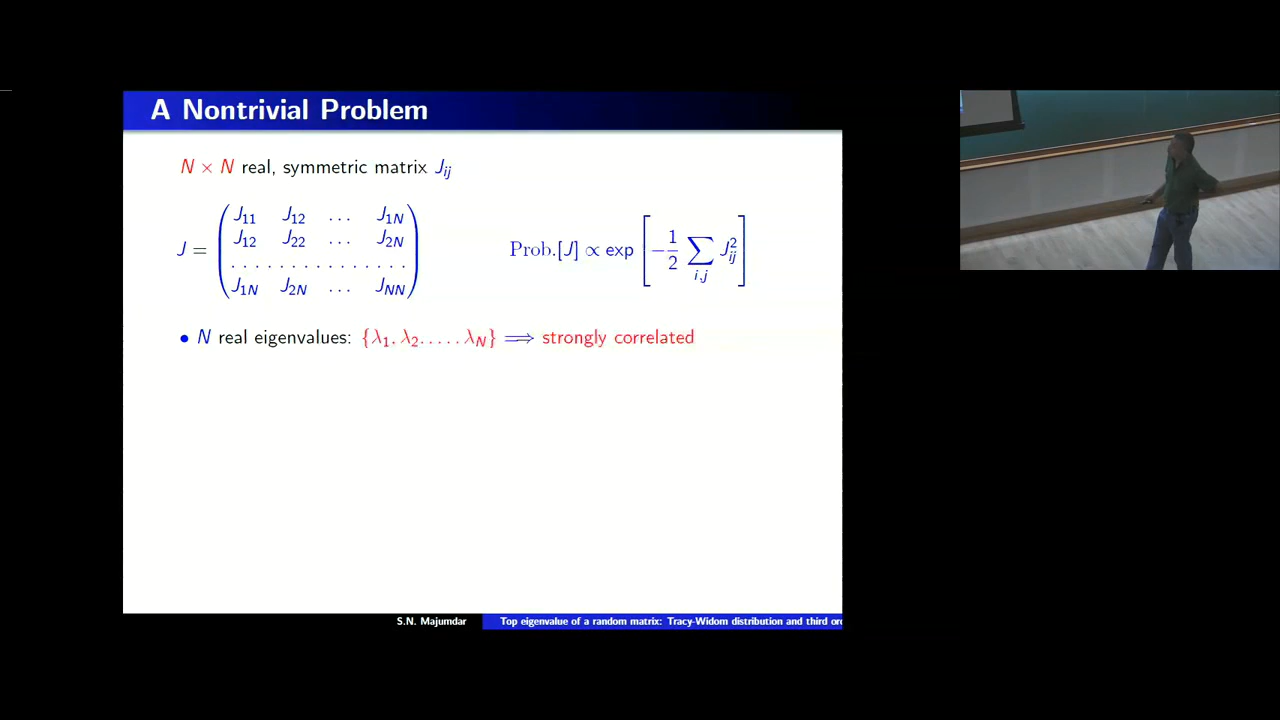 A Nontrivial Problem
N × N real, symmetric matrix J_ij
J = ( J_11 J_12 ... J_1N
J_12 J_22 ... J_2N
. . . . . . . . . . . . . . .
J_1N J_2N ... J_NN )
Prob.[J] ∝ exp [ −1/2 ∑_{i,j} J_ij^2 ]
• N real eigenvalues: {λ_1, λ_2, ..., λ_N} ⟹ strongly correlated
S.N. Majumdar
Top eigenvalue of a random matrix: Tracy-Widom distribution and third